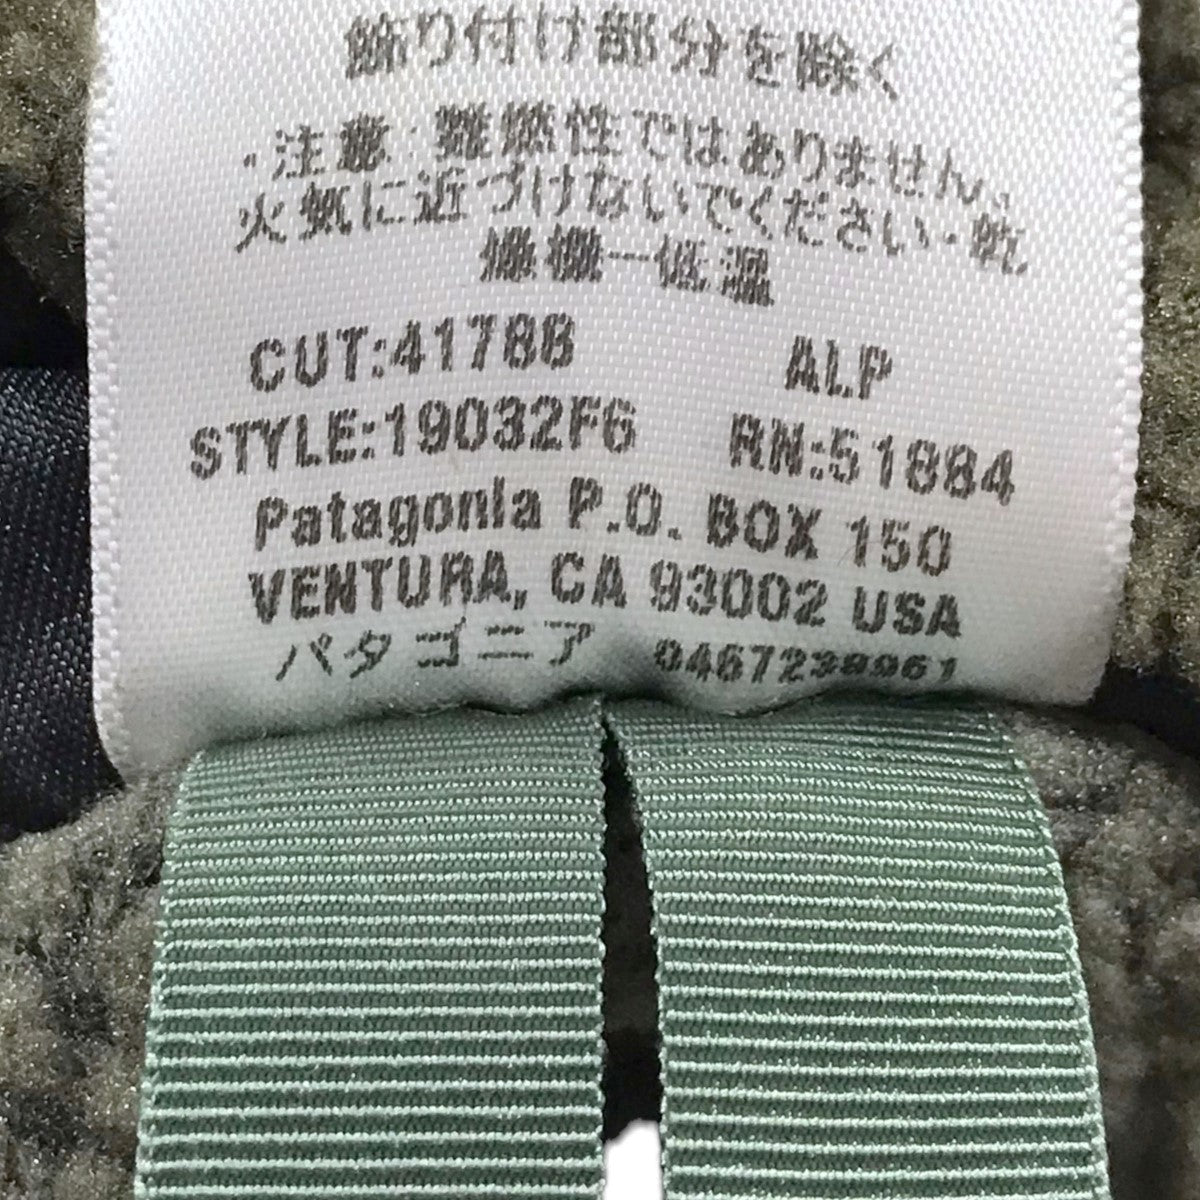 飾り付け部分を除く
・注意：難燃性ではありません、
火気に近づけないでください・乾
燥機一低温
CUT:41788 ALP
STYLE:19032F6 RN:51884
Patagonia P.O. BOX 150
VENTURA, CA 93002 USA
パタゴニア 0467238961